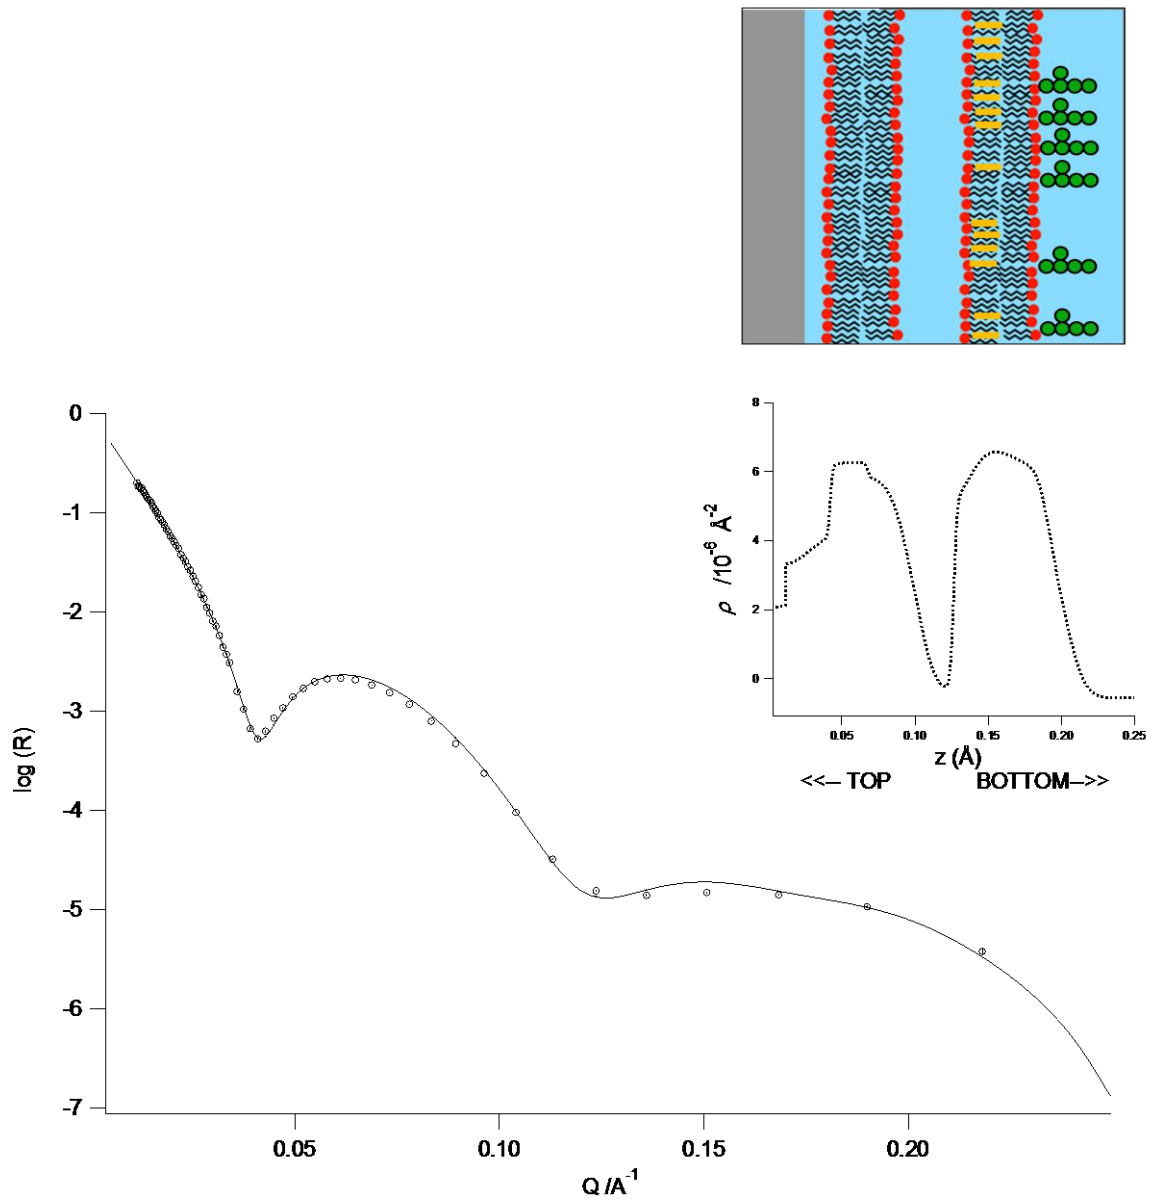 0
-1
-2
-3
-4
-5
-6
-7
log (R)
0.05 0.10 0.15 0.20
Q /A⁻¹
8
6
4
2
0
ρ /10⁻⁶ Å⁻²
0.05 0.10 0.15 0.20 0.25
z (Å)
<<-- TOP BOTTOM-->>